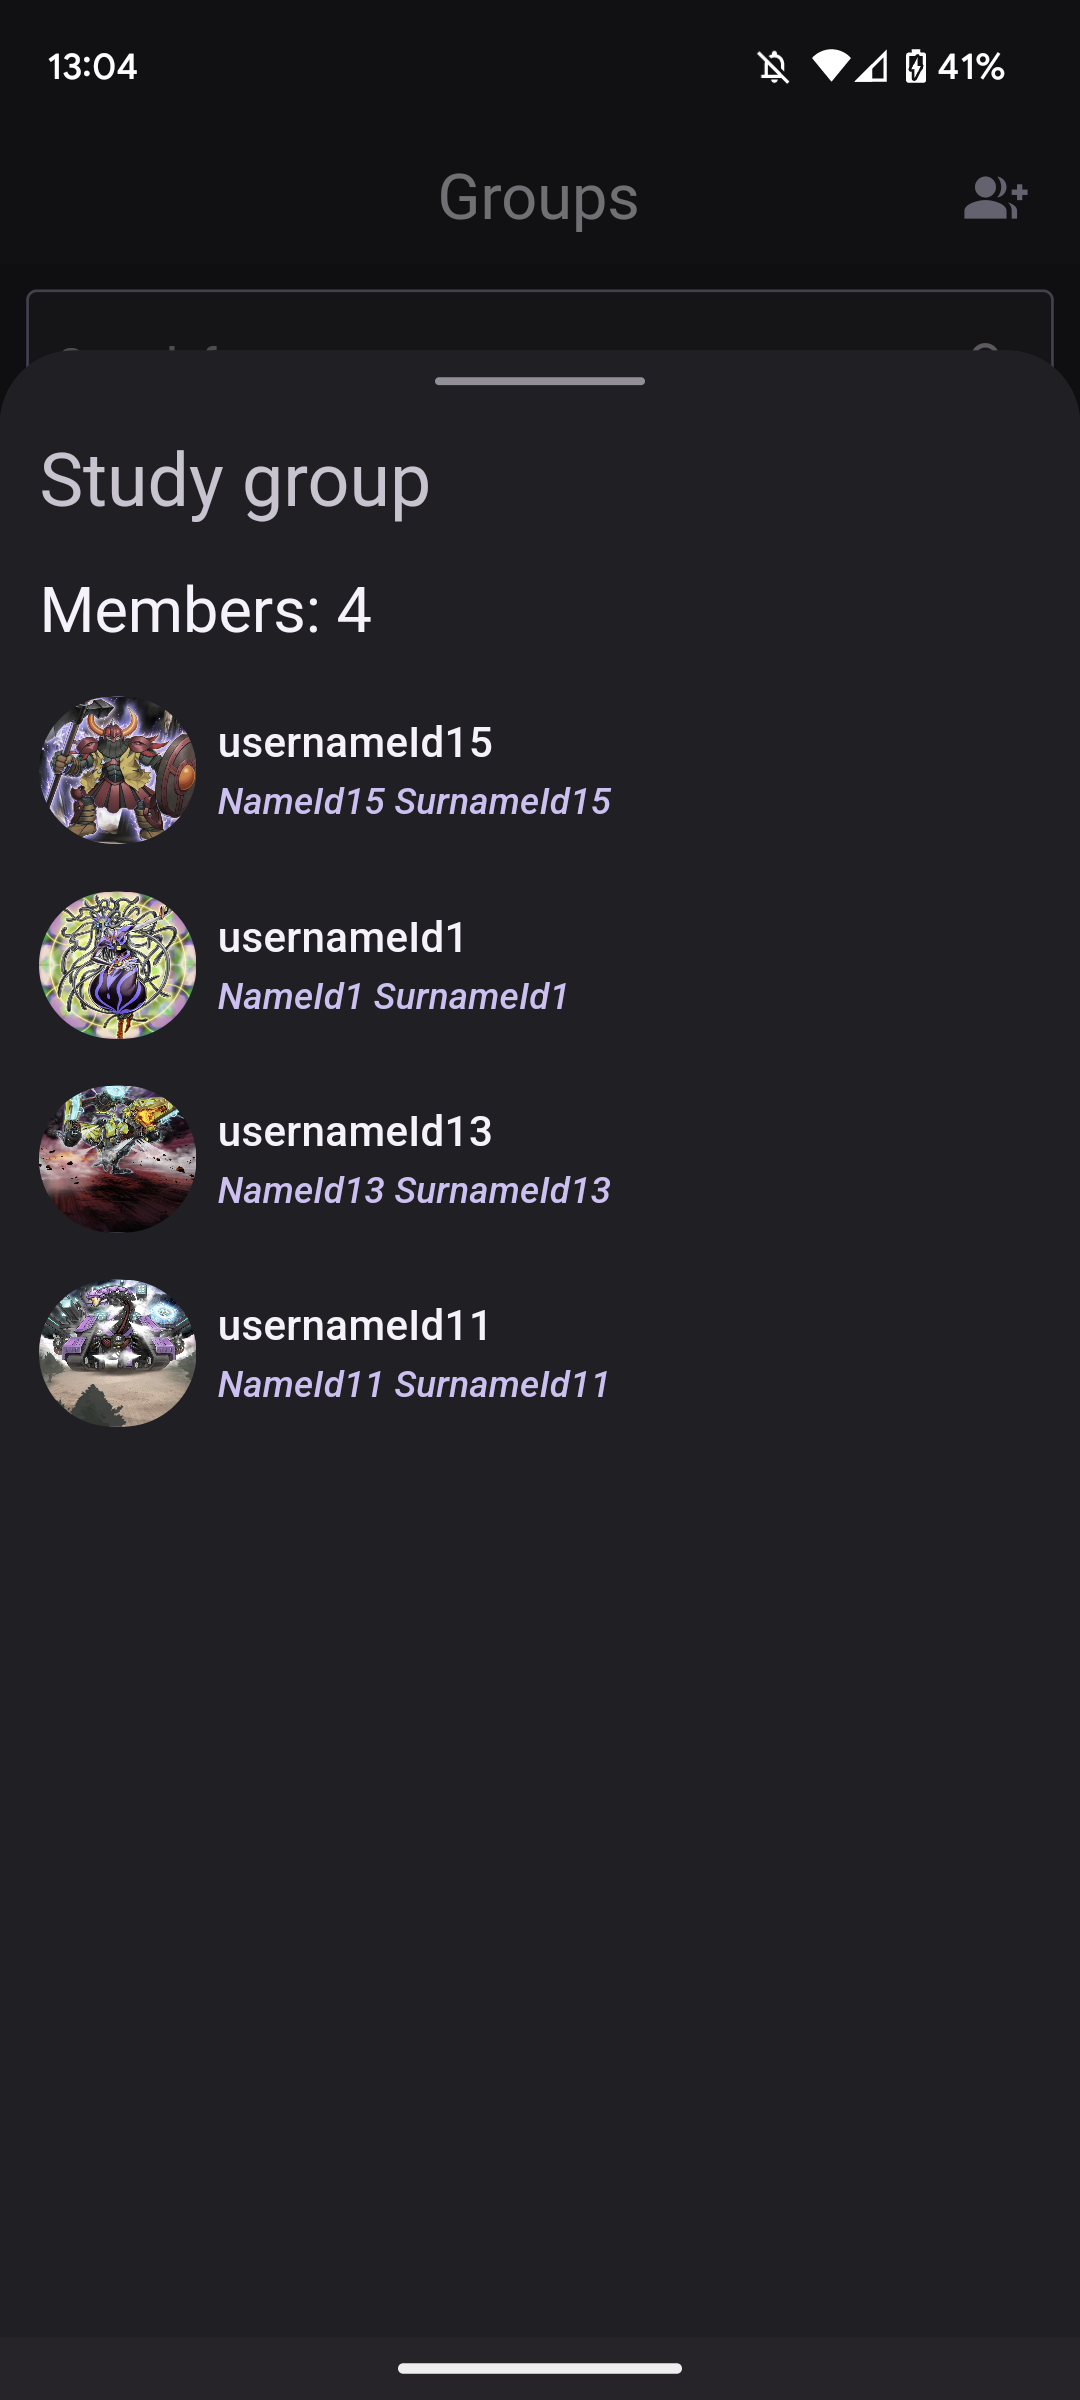 13:04
41%
Groups
Study group
Members: 4
usernameId15
NameId15 SurnameId15
usernameId1
NameId1 SurnameId1
usernameId13
NameId13 SurnameId13
usernameId11
NameId11 SurnameId11